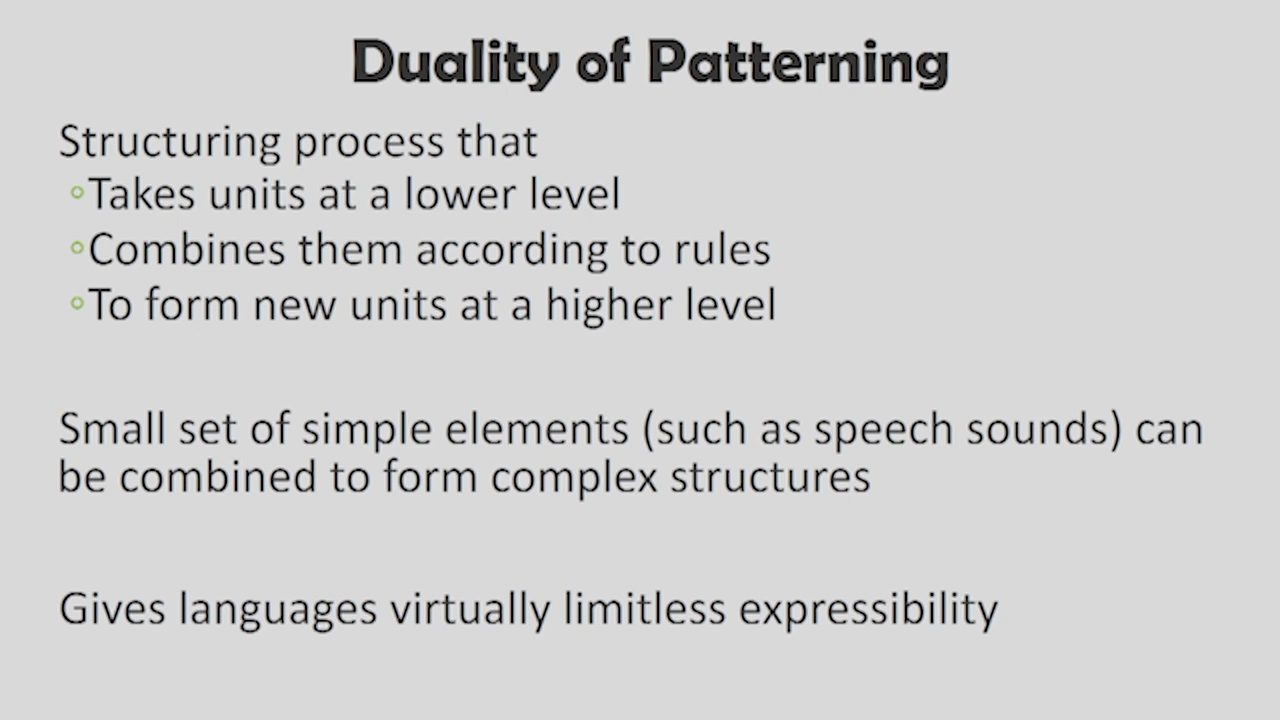 Duality of Patterning
Structuring process that
◦Takes units at a lower level
◦Combines them according to rules
◦To form new units at a higher level
Small set of simple elements (such as speech sounds) can
be combined to form complex structures
Gives languages virtually limitless expressibility